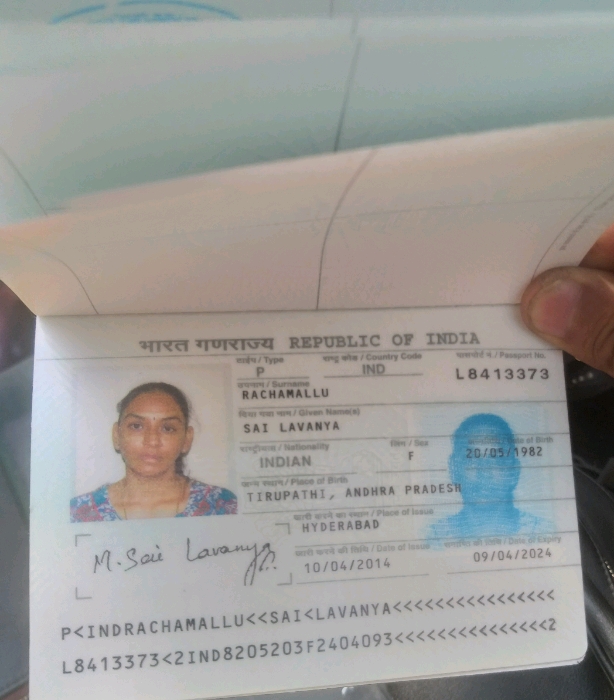 भारत गणराज्य REPUBLIC OF INDIA
टाईप / Type राष्ट्र कोड / Country Code पासपोर्ट नं. / Passport No.
P IND L8413373
उपनाम / Surname
RACHAMALLU
दिया गया नाम / Given Name(s)
SAI LAVANYA
राष्ट्रीयता / Nationality लिंग / Sex Date of Birth
INDIAN F 20/05/1982
जन्म स्थान / Place of Birth
TIRUPATHI, ANDHRA PRADESH
जारी करने का स्थान / Place of Issue
HYDERABAD
जारी करने की तिथि / Date of Issue Date of Expiry
10/04/2014 09/04/2024
M. Sai Lavanya
P<INDRACHAMALLU<<SAI<LAVANYA<<<<<<<<<<<<<<<<
L8413373<2IND8205203F2404093<<<<<<<<<<<<<<2